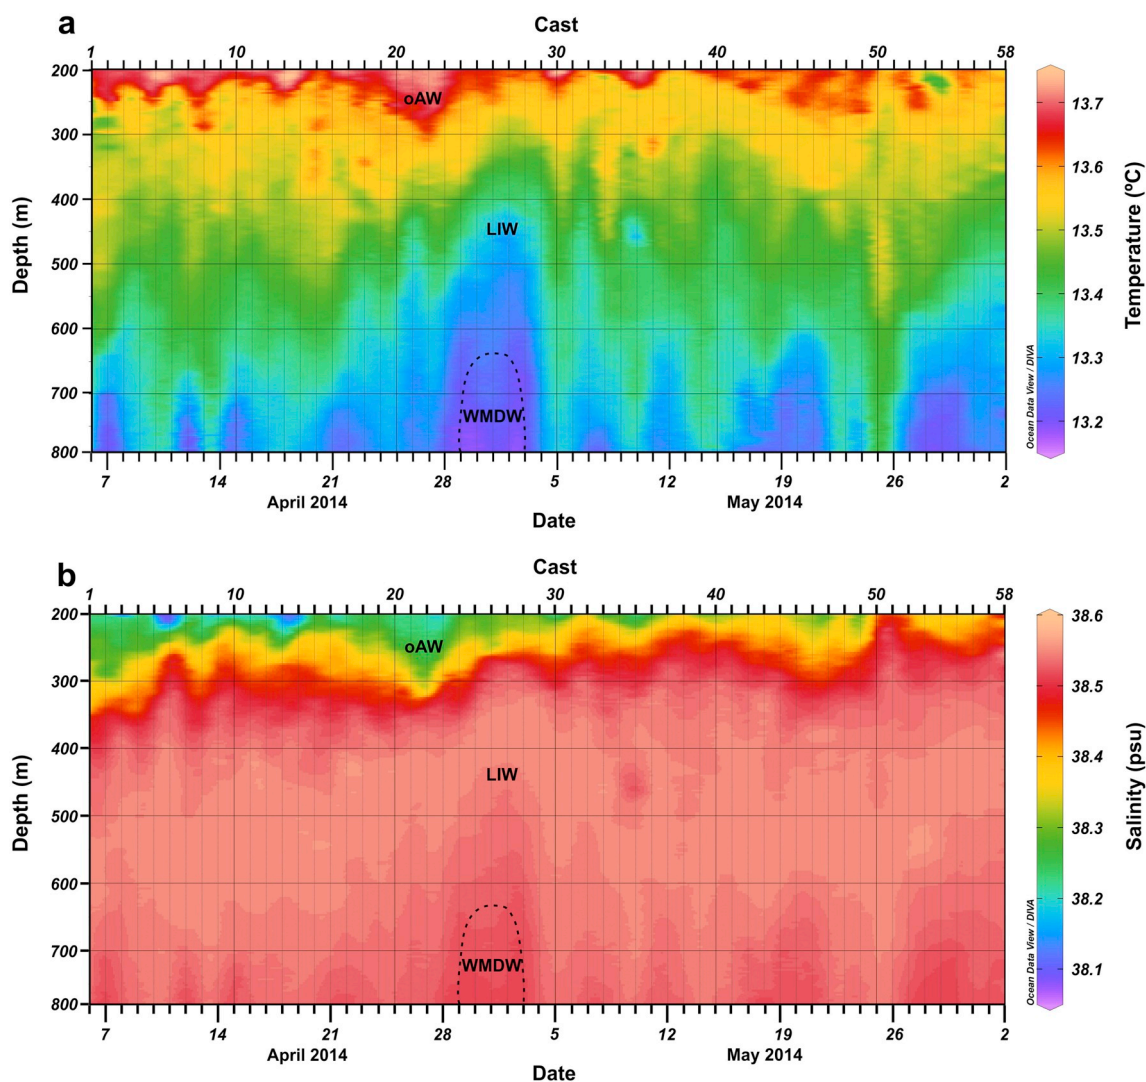 a
Cast
1 10 20 30 40 50 58
200
300
400
500
600
700
800
Depth (m)
oAW
LIW
WMDW
Ocean Data View / DIVA
13.7
13.6
13.5
13.4
13.3
13.2
Temperature (ºC)
7 14 21 28 5 12 19 26 2
April 2014 May 2014
Date
b
Cast
1 10 20 30 40 50 58
200
300
400
500
600
700
800
Depth (m)
oAW
LIW
WMDW
Ocean Data View / DIVA
38.6
38.5
38.4
38.3
38.2
38.1
Salinity (psu)
7 14 21 28 5 12 19 26 2
April 2014 May 2014
Date